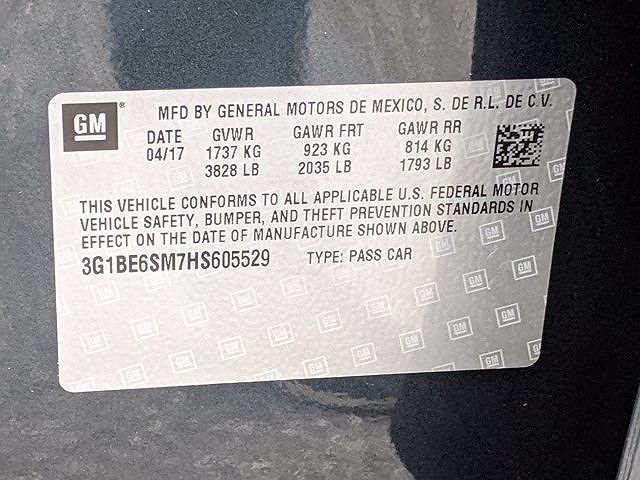 GM ® MFD BY GENERAL MOTORS DE MEXICO, S. DE R.L. DE C.V.
DATE GVWR GAWR FRT GAWR RR
04/17 1737 KG 923 KG 814 KG
3828 LB 2035 LB 1793 LB
THIS VEHICLE CONFORMS TO ALL APPLICABLE U.S. FEDERAL MOTOR
VEHICLE SAFETY, BUMPER, AND THEFT PREVENTION STANDARDS IN
EFFECT ON THE DATE OF MANUFACTURE SHOWN ABOVE.
3G1BE6SM7HS605529 TYPE: PASS CAR